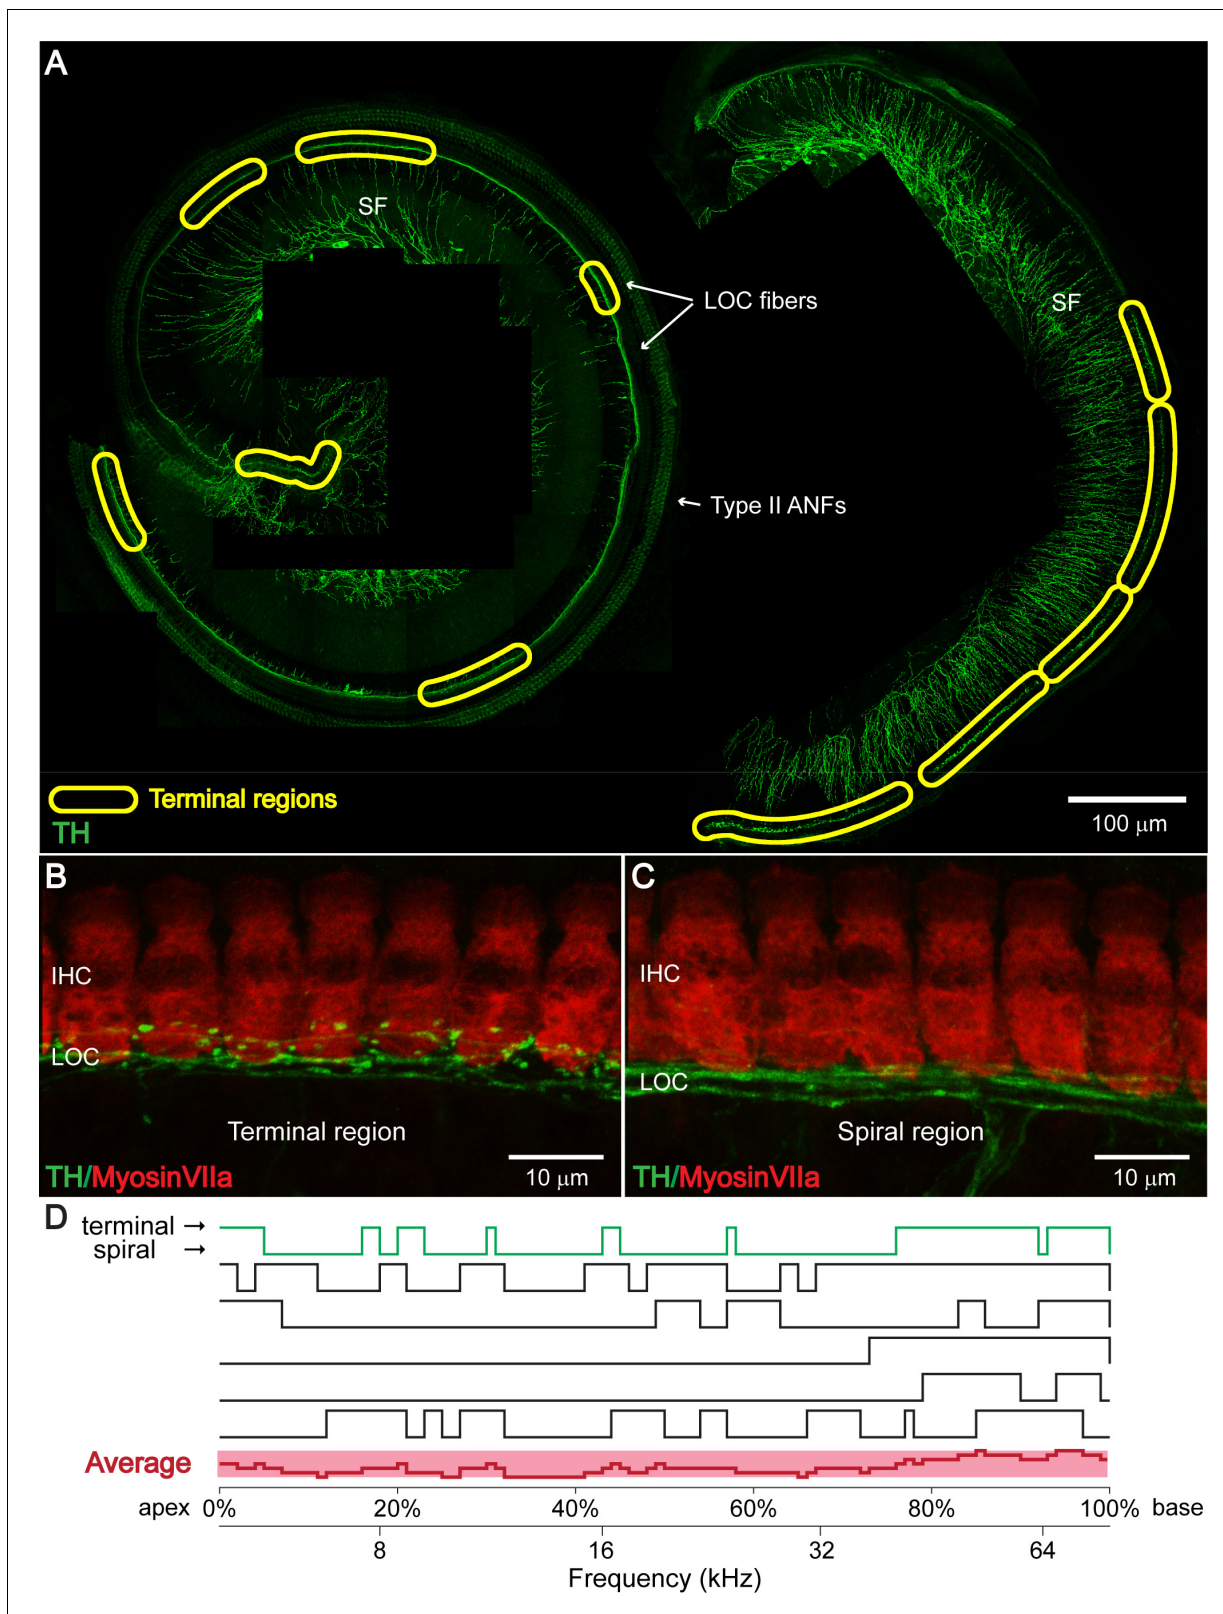 A
SF
SF
LOC fibers
Type II ANFs
Terminal regions
TH
100 μm
B
IHC
LOC
Terminal region
TH/MyosinVIIa
10 μm
C
IHC
LOC
Spiral region
TH/MyosinVIIa
10 μm
D
terminal →
spiral →
Average
apex 0% 20% 40% 60% 80% 100% base
8 16 32 64
Frequency (kHz)